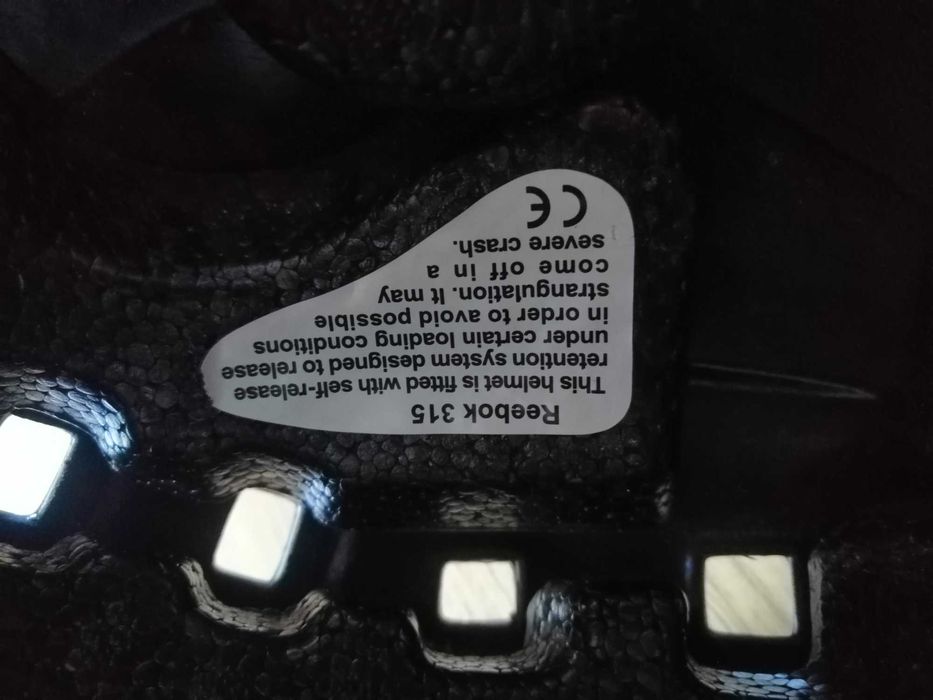 Reebok 315
This helmet is fitted with self-release
retention system designed to release
under certain loading conditions
in order to avoid possible
strangulation. It may
come off in a
severe crash.
CE